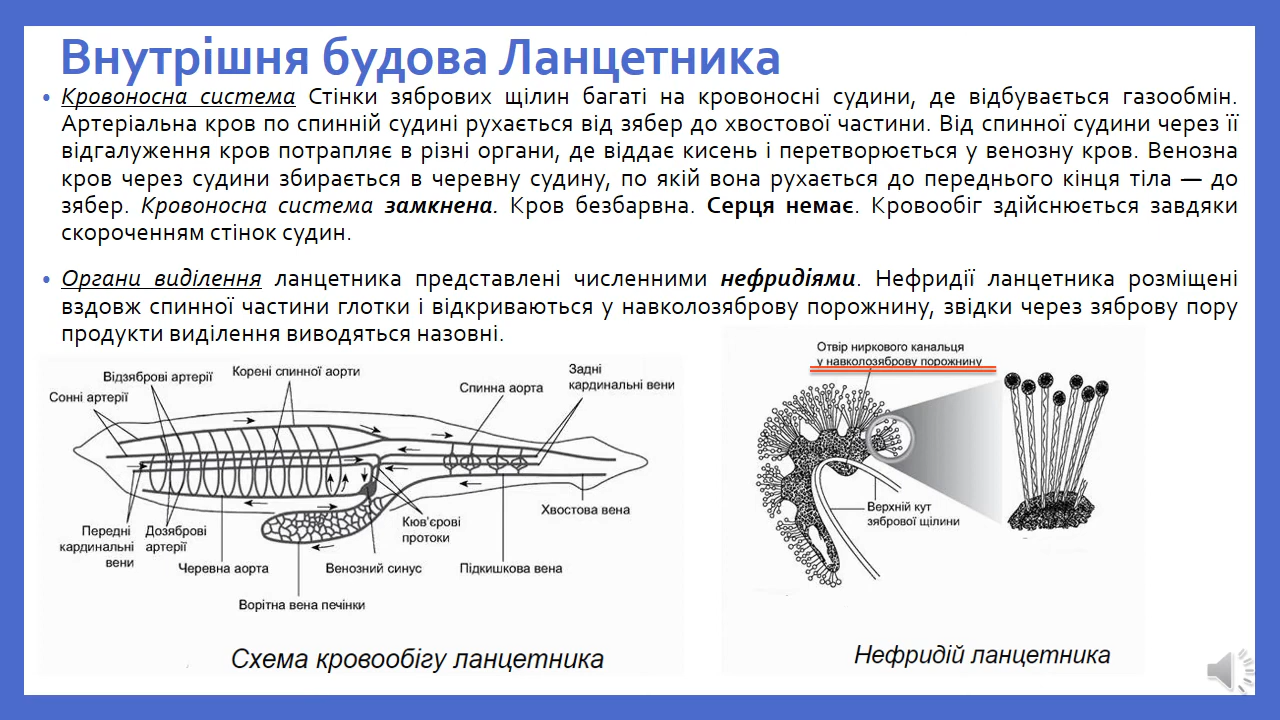 Внутрішня будова Ланцетника
• Кровоносна система Стінки зябрових щілин багаті на кровоносні судини, де відбувається газообмін.
Артеріальна кров по спинній судині рухається від зябер до хвостової частини. Від спинної судини через її
відгалуження кров потрапляє в різні органи, де віддає кисень і перетворюється у венозну кров. Венозна
кров через судини збирається в черевну судину, по якій вона рухається до переднього кінця тіла — до
зябер. Кровоносна система замкнена. Кров безбарвна. Серця немає. Кровообіг здійснюється завдяки
скороченням стінок судин.
• Органи виділення ланцетника представлені численними нефридіями. Нефридії ланцетника розміщені
вздовж спинної частини глотки і відкриваються у навколозяброву порожнину, звідки через зяброву пору
продукти виділення виводяться назовні.
Сонні артерії
Відзяброві артерії
Корені спинної аорти
Спинна аорта
Задні
кардинальні вени
Передні
кардинальні
вени
Дозяброві
артерії
Черевна аорта
Ворітна вена печінки
Венозний синус
Кюв'єрові
протоки
Підкишкова вена
Хвостова вена
Схема кровообігу ланцетника
Отвір ниркового канальця
у навколозяброву порожнину
Верхній кут
зябрової щілини
Нефридій ланцетника